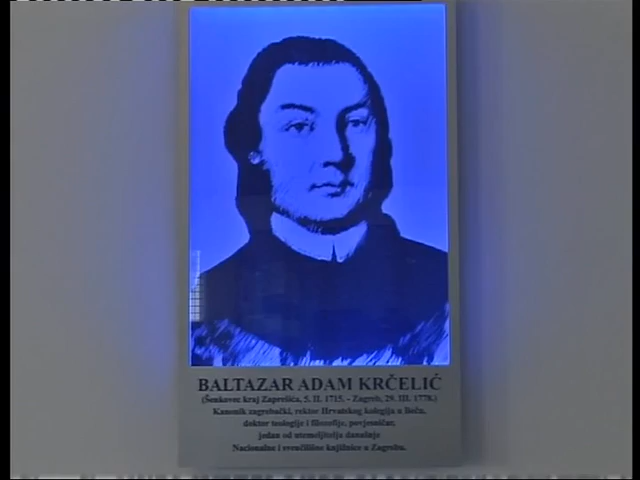 BALTAZAR ADAM KRČELIĆ
(Šenkovec kraj Zaprešića, 5. II. 1715. - Zagreb, 29. III. 1778.)
Kanonik zagrebački, rektor Hrvatskog kolegija u Beču,
doktor teologije i filozofije, povjesničar,
jedan od utemeljitelja današnje
Nacionalne i sveučilišne knjižnice u Zagrebu.